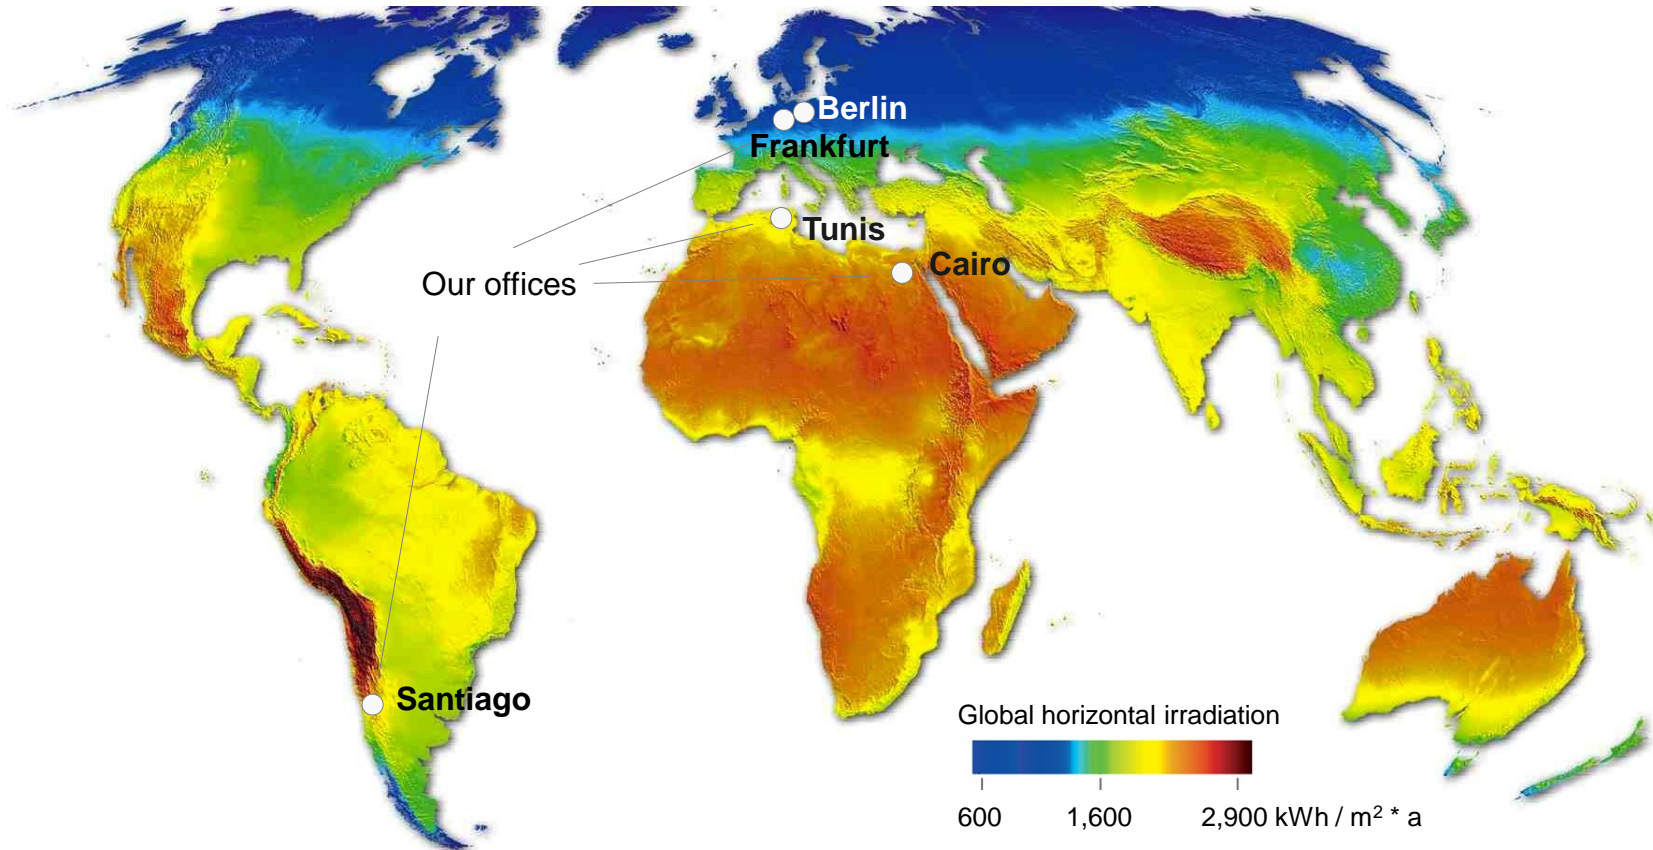 Berlin
Frankfurt
Tunis
Cairo
Our offices
Santiago
Global horizontal irradiation
600 1,600 2,900 kWh / m² * a